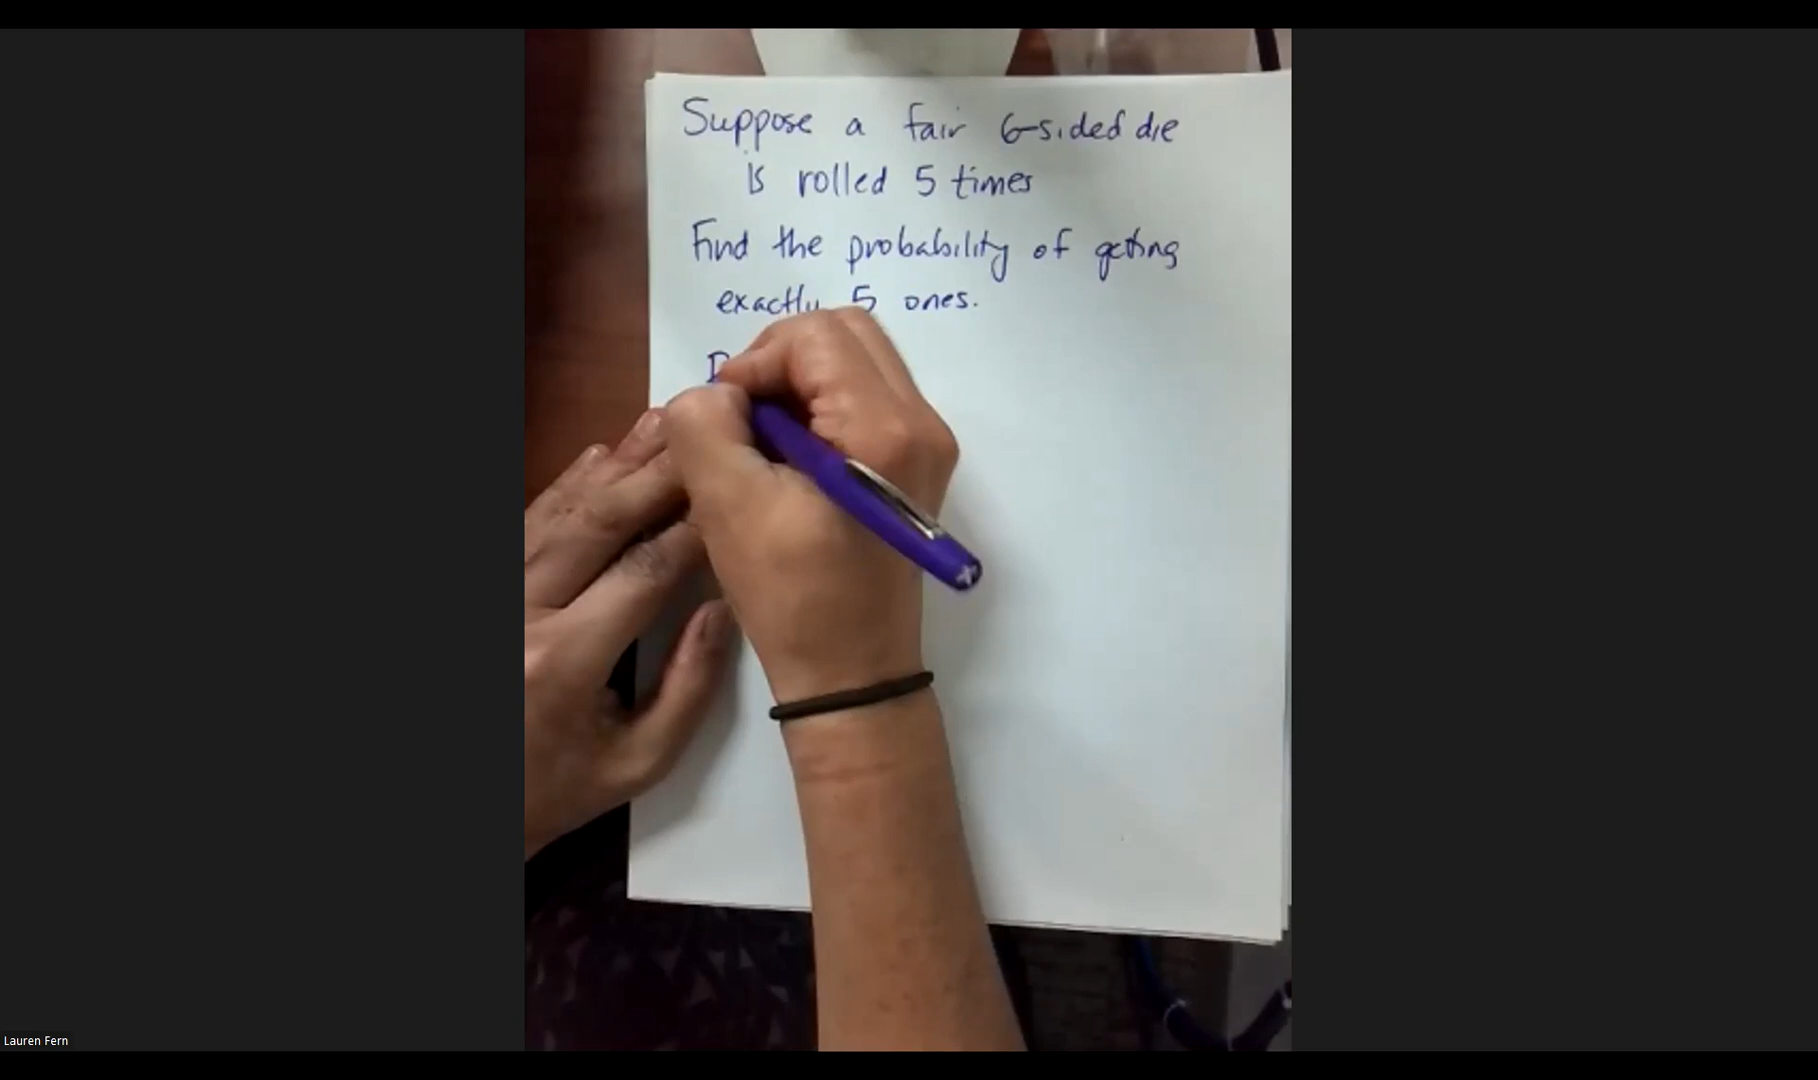 Suppose a fair 6-sided die
is rolled 5 times
Find the probability of getting
exactly 5 ones.
Lauren Fern